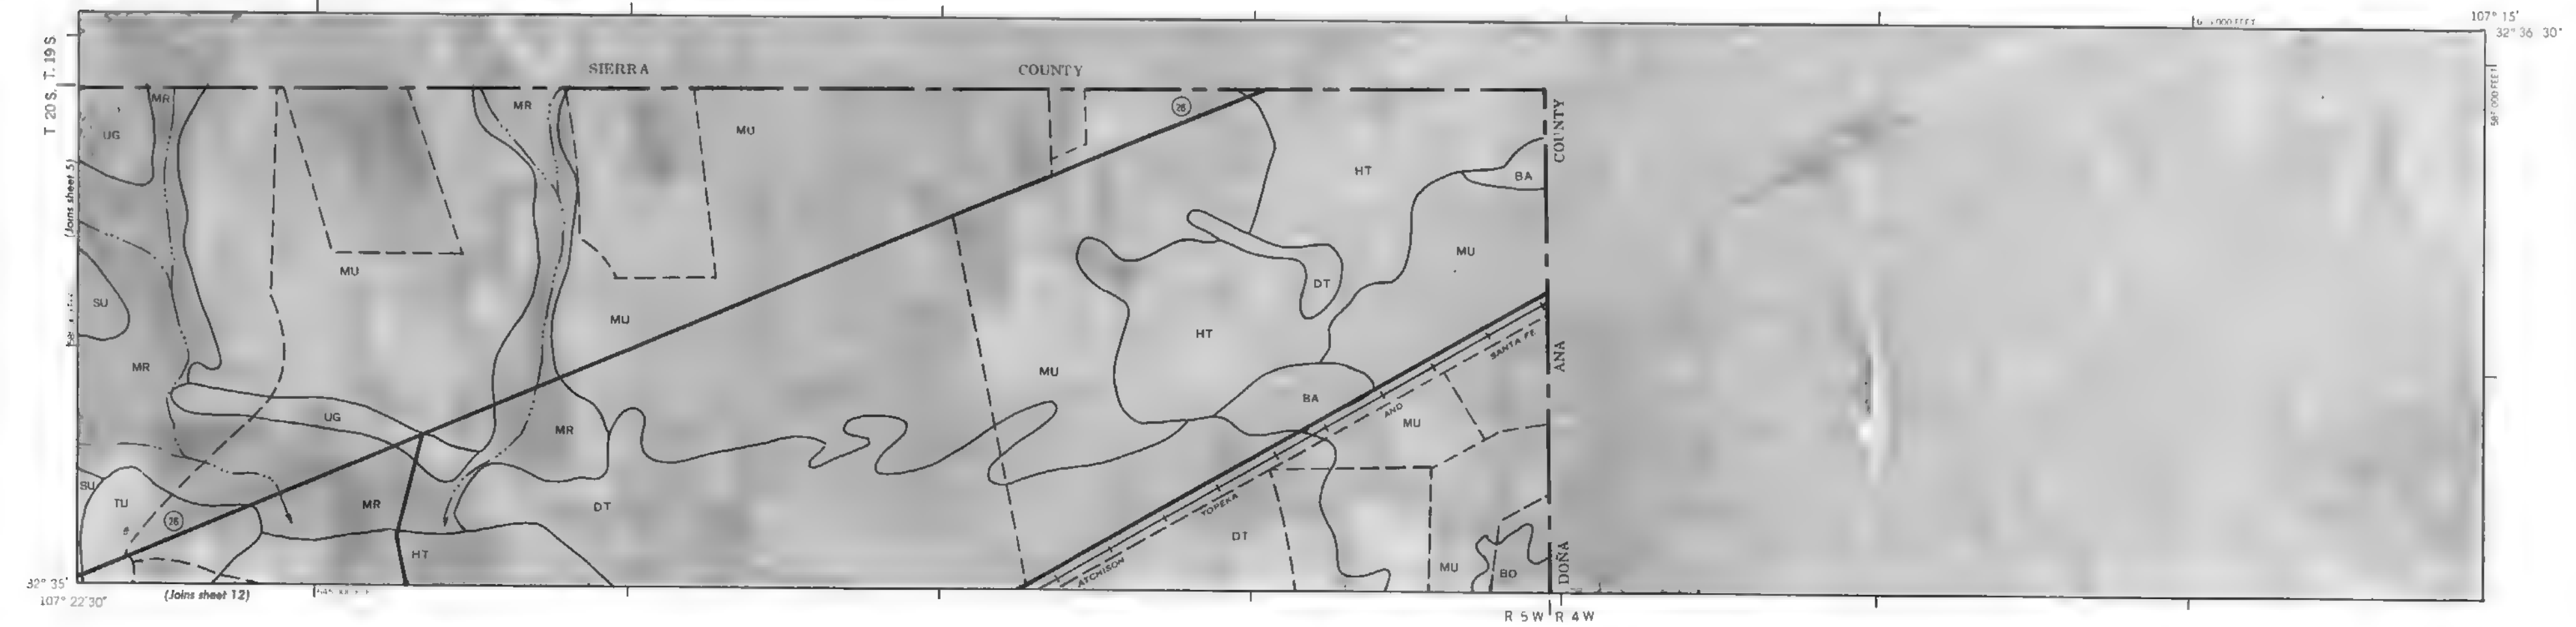 107° 15'
32° 36' 30"
T. 19 S.
T 20 S.
SIERRA COUNTY
MR
UG
MR
MU
26
COUNTY
HT
BA
(Joins sheet 5)
MU
MU
SU
DT
MU
HT
SANTA FE
ANA
MR
MU
UG
BA
AND
MU
MR
SU
TU
26
MR
DT
TOPEKA
DT
HT
ATCHISON
MU
BO
DOÑA
32° 35'
107° 22' 30"
(Joins sheet 12)
R 5 W R 4 W